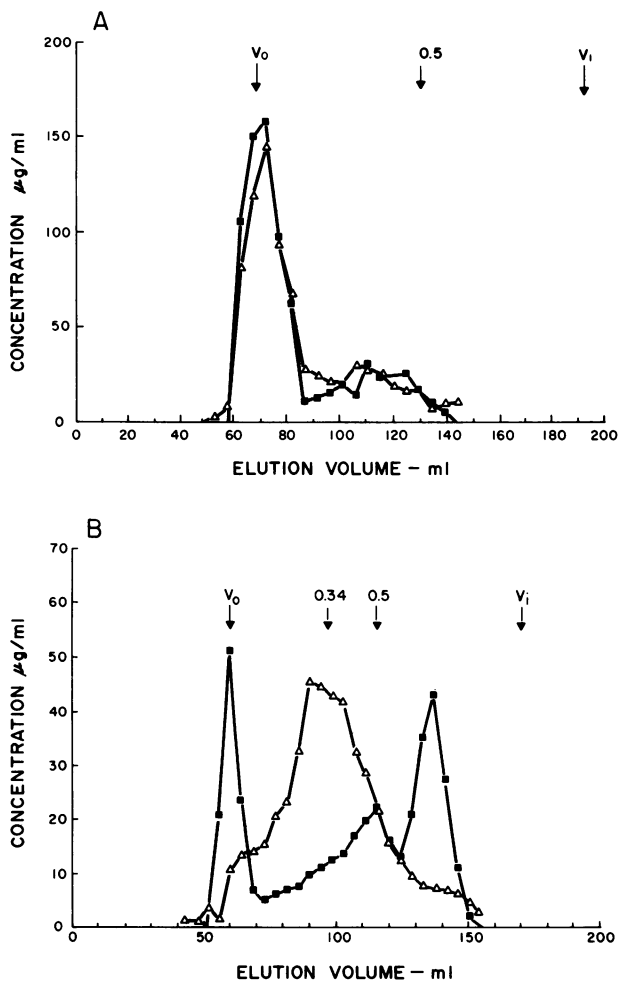 A
200
150
100
50
0
CONCENTRATION µg/ml
V₀
0.5
Vᵢ
0 20 40 60 80 100 120 140 160 180 200
ELUTION VOLUME – ml
B
70
60
50
40
30
20
10
0
CONCENTRATION µg/ml
V₀
0.34
0.5
Vᵢ
0 50 100 150 200
ELUTION VOLUME – ml